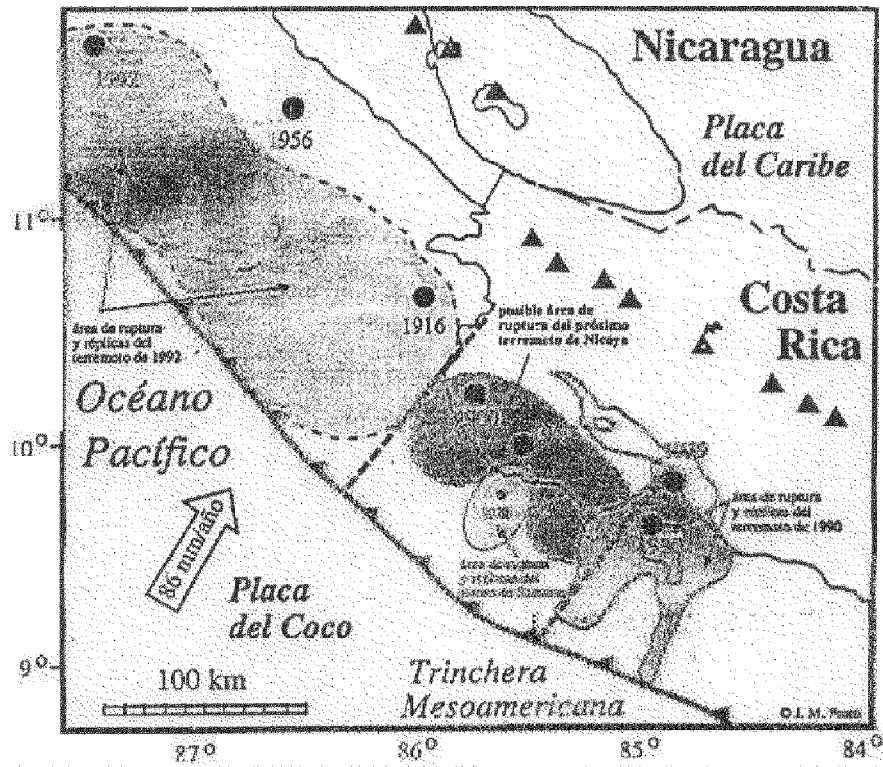 Nicaragua
Placa
del Caribe
1992
1956
11°
área de ruptura
y réplicas del
terremoto de 1992
1916
posible área de
ruptura del próximo
terremoto de Nicoya
Costa
Rica
Océano
Pacífico
10°
área de ruptura
y réplicas del
terremoto de 1990
86 mm/año
Placa
del Coco
9°
100 km
Trinchera
Mesoamericana
©J. M.
87°
86°
85°
84°